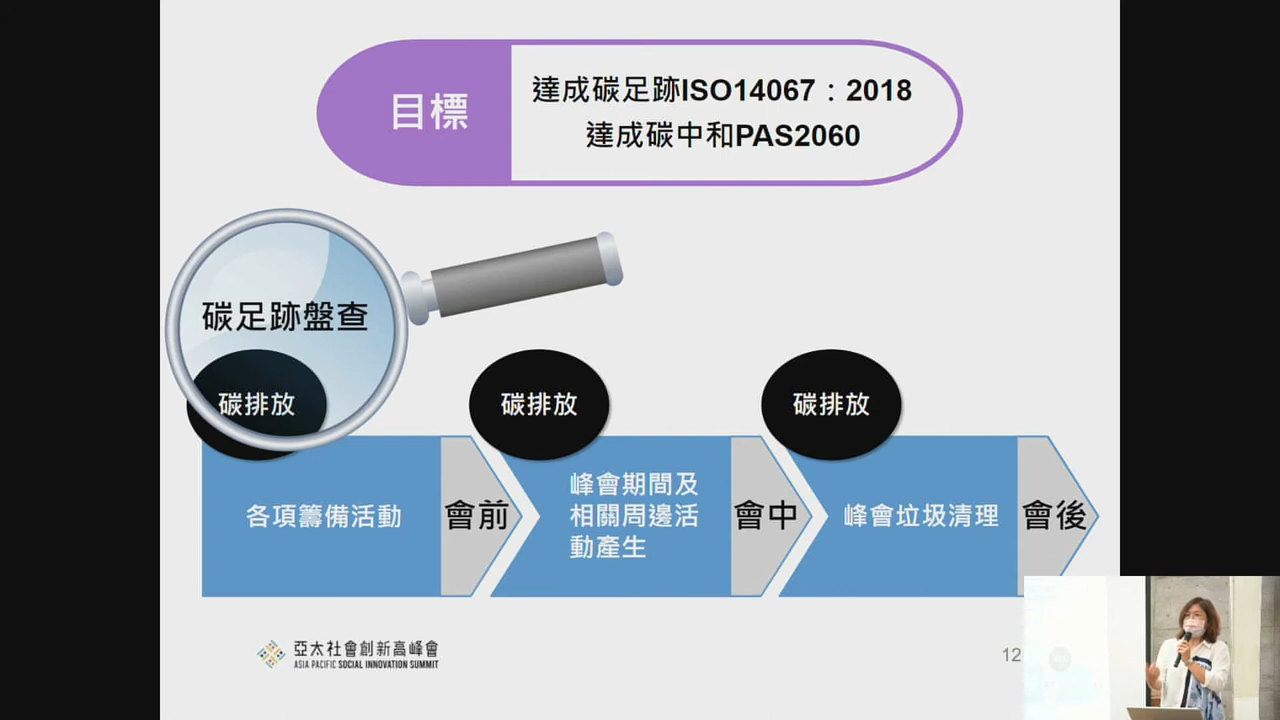 目標
達成碳足跡ISO14067：2018
達成碳中和PAS2060
碳足跡盤查
碳排放
碳排放
碳排放
各項籌備活動
會前
峰會期間及
相關周邊活
動產生
會中
峰會垃圾清理
會後
亞太社會創新高峰會
ASIA PACIFIC SOCIAL INNOVATION SUMMIT
12